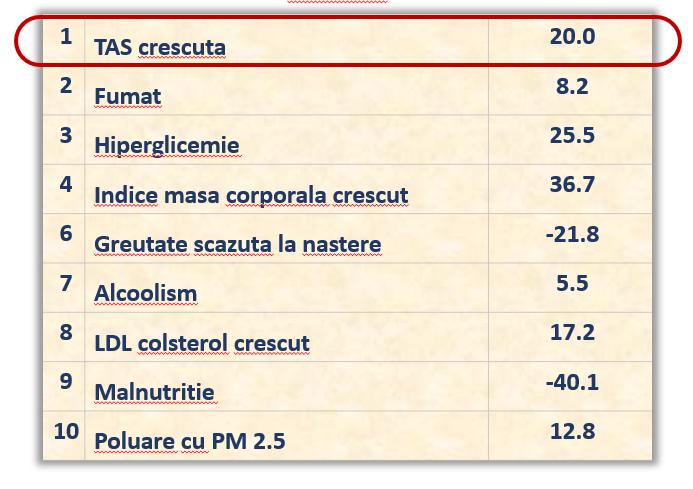 1 TAS crescuta 20.0
2 Fumat 8.2
3 Hiperglicemie 25.5
4 Indice masa corporala crescut 36.7
6 Greutate scazuta la nastere -21.8
7 Alcoolism 5.5
8 LDL colsterol crescut 17.2
9 Malnutritie -40.1
10 Poluare cu PM 2.5 12.8